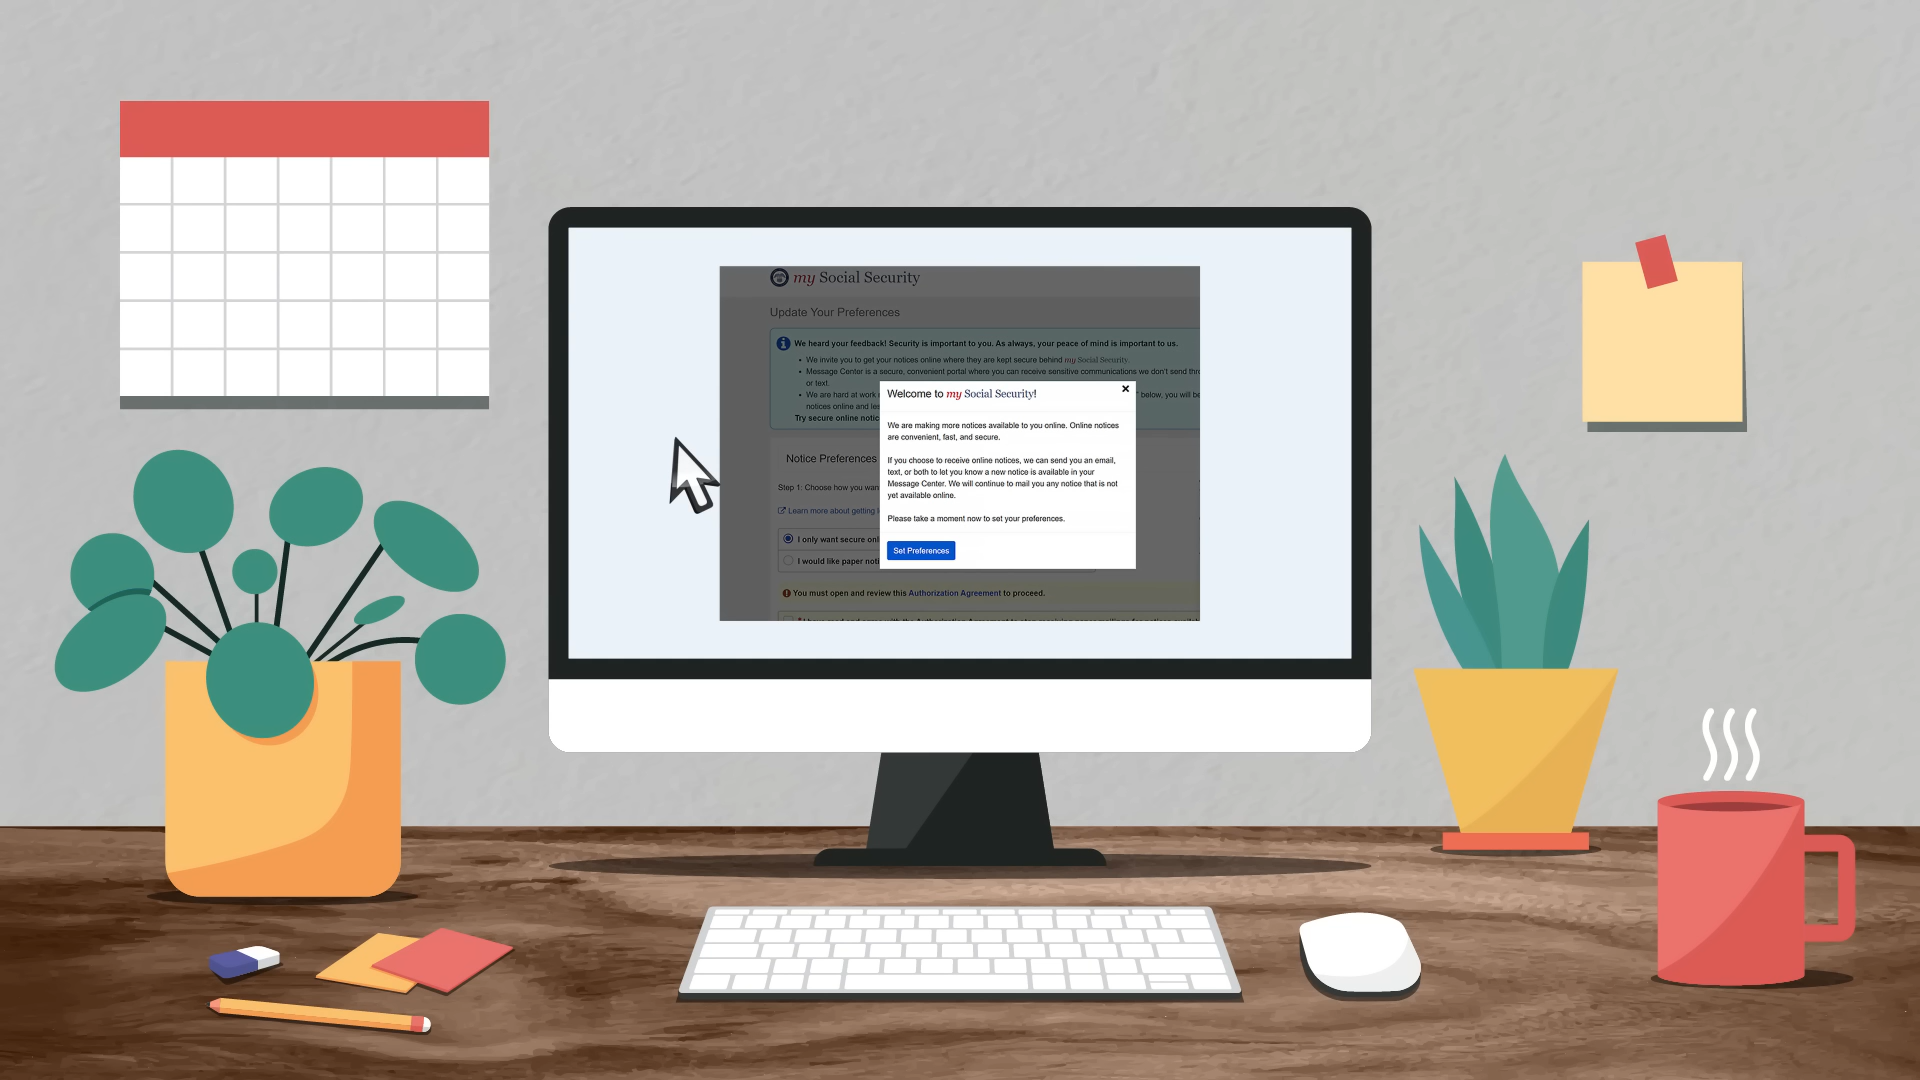 my Social Security
Update Your Preferences
We heard your feedback! Security is important to you. As always, your peace of mind is important to us.
• We invite you to get your notices online where they are kept secure behind my Social Security.
• Message Center is a secure, convenient portal where you can receive sensitive communications we don't send
or text.
• We are hard at work
below, you will be
notices online and
Try secure online
Welcome to my Social Security!
We are making more notices available to you online. Online notices
are convenient, fast, and secure.
If you choose to receive online notices, we can send you an email,
text, or both to let you know a new notice is available in your
Message Center. We will continue to mail you any notice that is not
yet available online.
Please take a moment now to set your preferences.
Set Preferences
Notice Preferences
Step 1: Choose how you
Learn more about getting
I only want secure
I would like paper
You must open and review this Authorization Agreement to proceed.